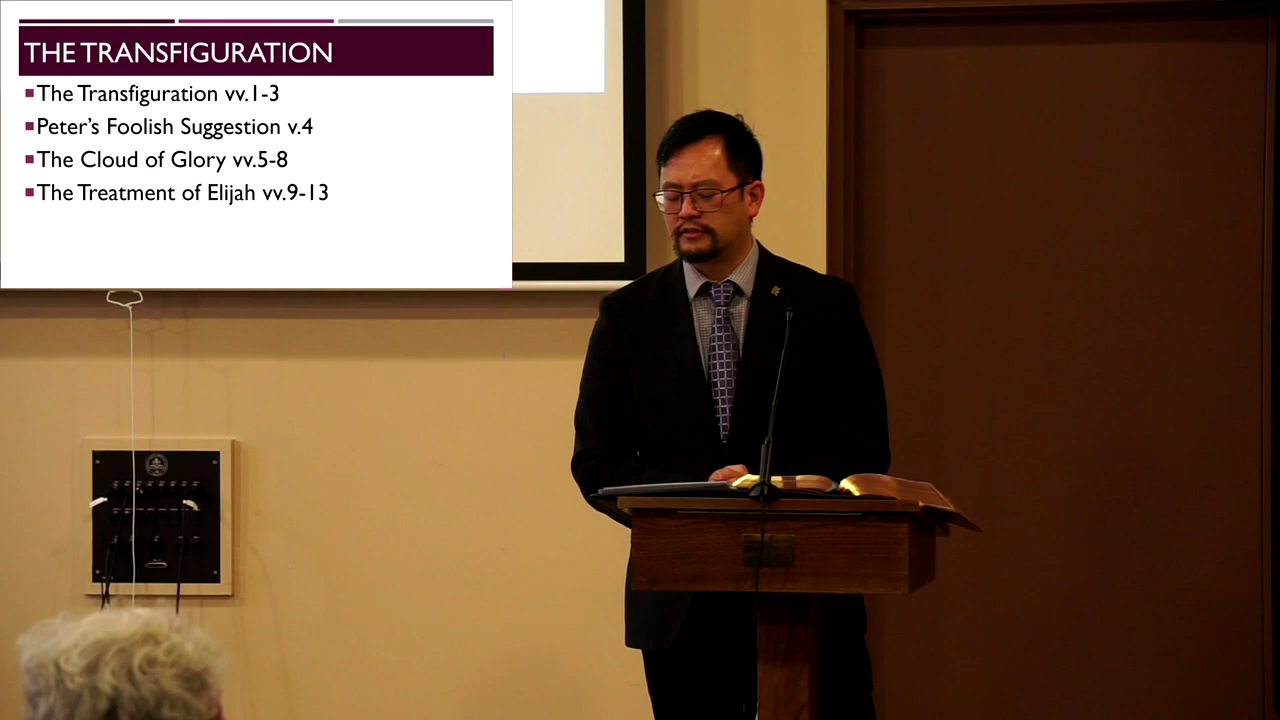 THE TRANSFIGURATION
▪The Transfiguration vv.1-3
▪Peter's Foolish Suggestion v.4
▪The Cloud of Glory vv.5-8
▪The Treatment of Elijah vv.9-13